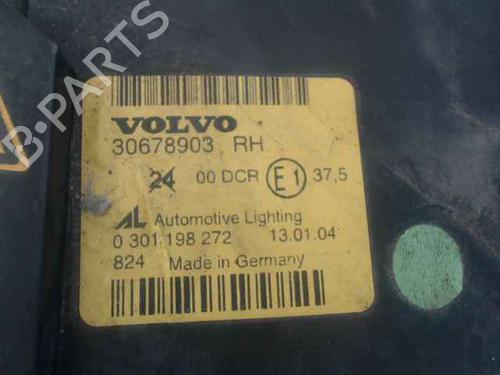 B-PARTS
VOLVO
30678903 RH
24 00 DCR E1 37,5
AL Automotive Lighting
0 301 198 272 13.01.04
824 Made in Germany